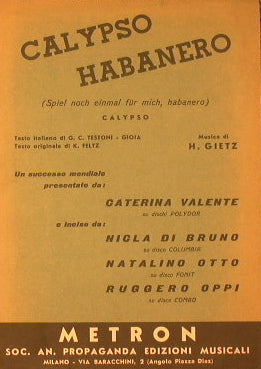 CALYPSO
HABANERO
(Spiel noch einmal für mich, habanero)
CALYPSO
Testo italiano di G. C. TESTONI - GIOIA
Testo originale di K. FELTZ
Musica di
H. GIETZ
Un successo mondiale
presentato da:
CATERINA VALENTE
su dischi POLYDOR
e inciso da:
NICLA DI BRUNO
su disco COLUMBIA
NATALINO OTTO
su disco FONIT
RUGGERO OPPI
su disco COMBO
METRON
SOC. AN. PROPAGANDA EDIZIONI MUSICALI
MILANO - VIA BARACCHINI, 2 (Angolo Piazza Diaz)